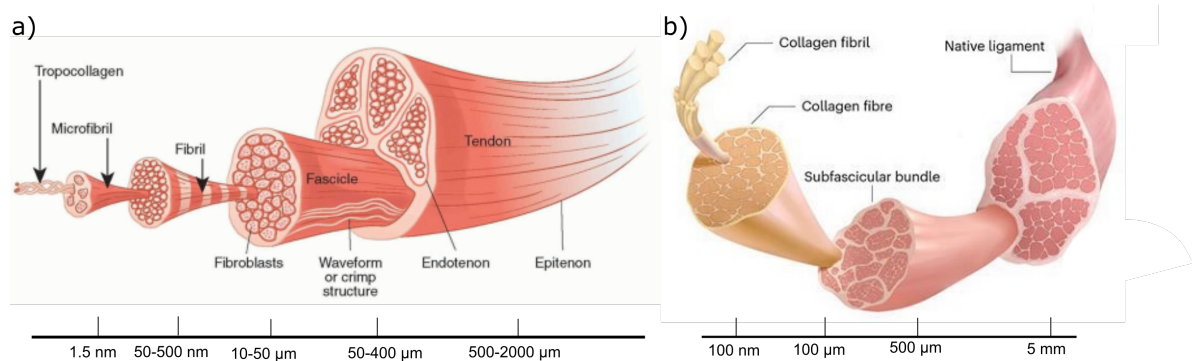 a)
Tropocollagen
Microfibril
Fibril
Fascicle
Tendon
Fibroblasts
Waveform
or crimp
structure
Endotenon
Epitenon
1.5 nm
50-500 nm
10-50 µm
50-400 µm
500-2000 µm
b)
Collagen fibril
Native ligament
Collagen fibre
Subfascicular bundle
100 nm
100 µm
500 µm
5 mm